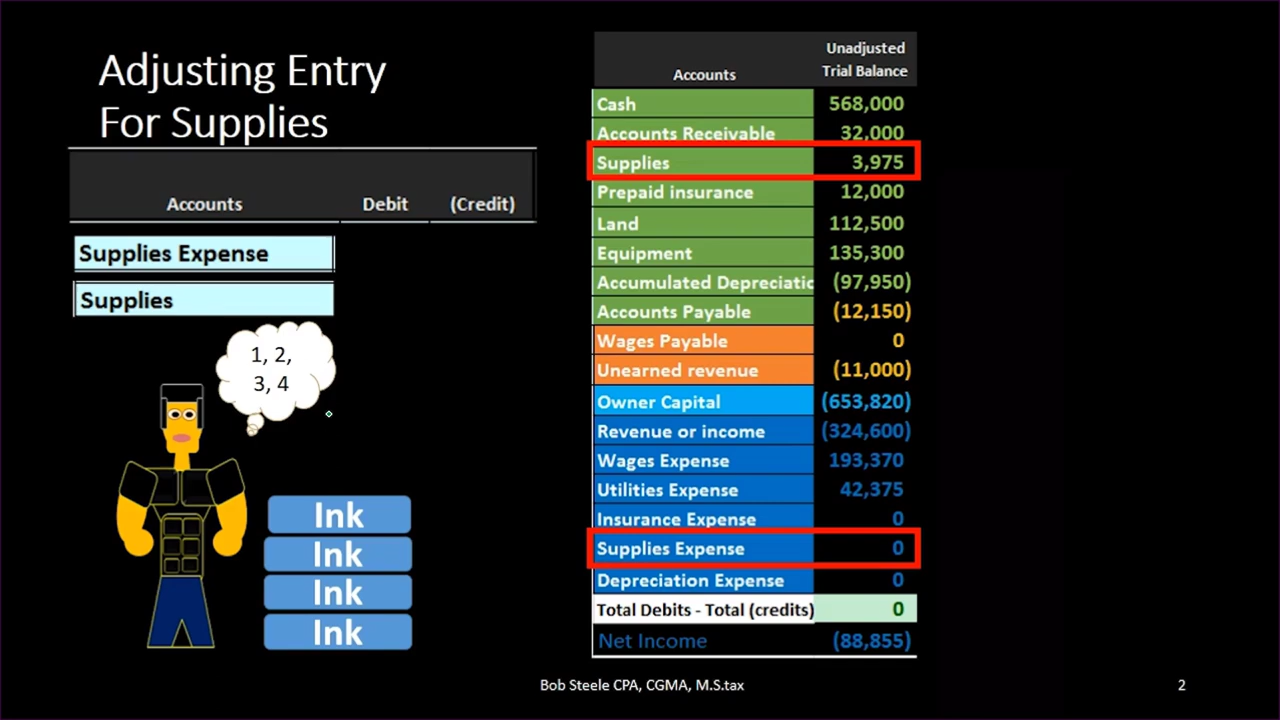 Adjusting Entry
For Supplies
Accounts Debit (Credit)
Supplies Expense
Supplies
1, 2,
3, 4
Ink
Ink
Ink
Ink
Unadjusted
Accounts Trial Balance
Cash 568,000
Accounts Receivable 32,000
Supplies 3,975
Prepaid insurance 12,000
Land 112,500
Equipment 135,300
Accumulated Depreciatio (97,950)
Accounts Payable (12,150)
Wages Payable 0
Unearned revenue (11,000)
Owner Capital (653,820)
Revenue or income (324,600)
Wages Expense 193,370
Utilities Expense 42,375
Insurance Expense 0
Supplies Expense 0
Depreciation Expense 0
Total Debits - Total (credits) 0
Net Income (88,855)
Bob Steele CPA, CGMA, M.S.tax
2